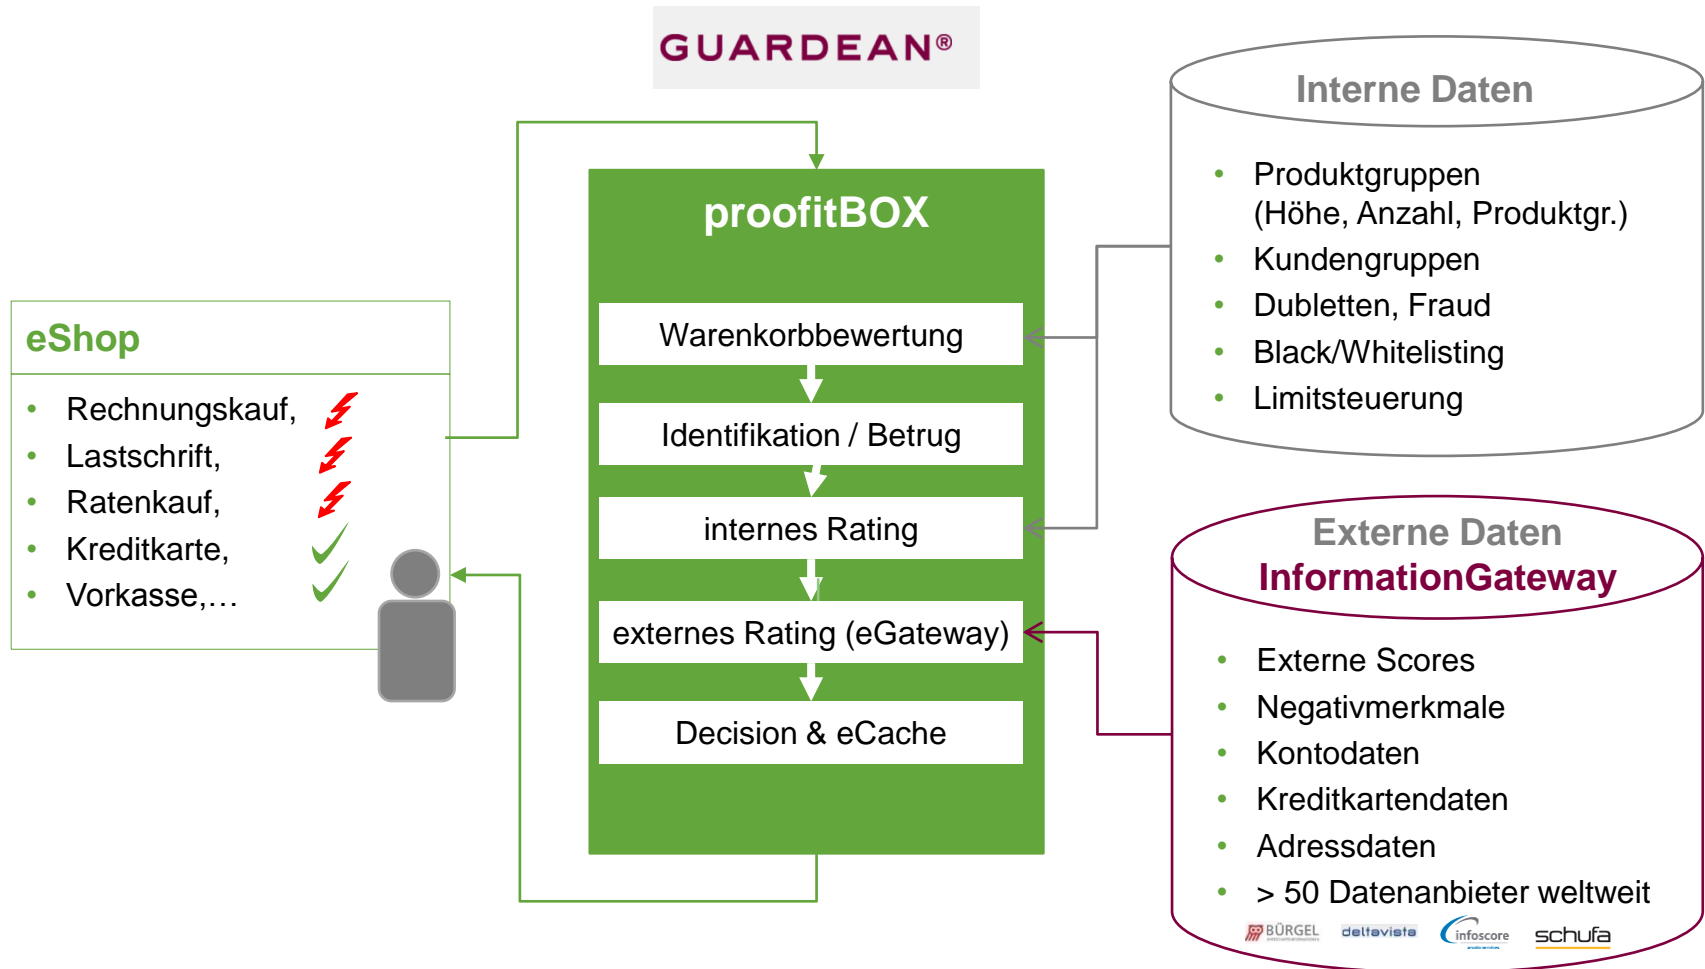 GUARDEAN®
eShop
• Rechnungskauf,
• Lastschrift,
• Ratenkauf,
• Kreditkarte,
• Vorkasse,…
proofitBOX
Warenkorbbewertung
Identifikation / Betrug
internes Rating
externes Rating (eGateway)
Decision & eCache
Interne Daten
• Produktgruppen
(Höhe, Anzahl, Produktgr.)
• Kundengruppen
• Dubletten, Fraud
• Black/Whitelisting
• Limitsteuerung
Externe Daten
InformationGateway
• Externe Scores
• Negativmerkmale
• Kontodaten
• Kreditkartendaten
• Adressdaten
• > 50 Datenanbieter weltweit
BÜRGEL
deltavista
infoscore
schufa